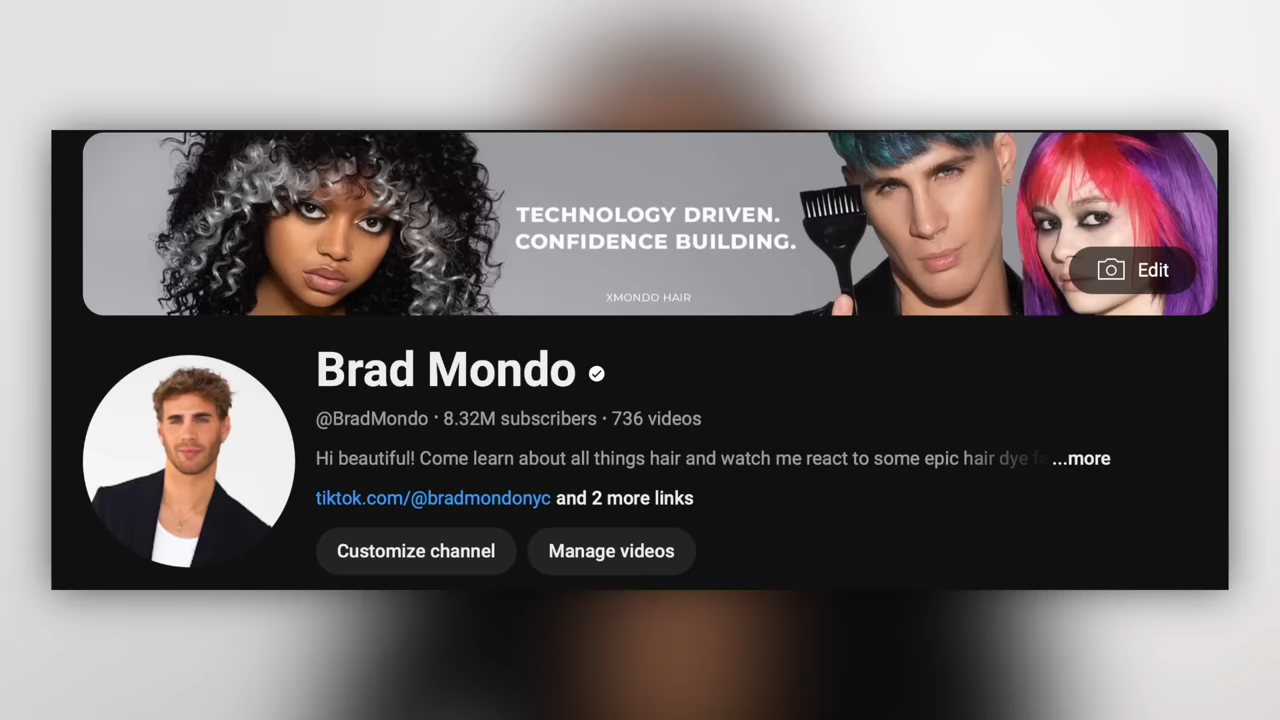 TECHNOLOGY DRIVEN.
CONFIDENCE BUILDING.
XMONDO HAIR
Edit
Brad Mondo
@BradMondo · 8.32M subscribers · 736 videos
Hi beautiful! Come learn about all things hair and watch me react to some epic hair dye ...more
tiktok.com/@bradmondonyc and 2 more links
Customize channel
Manage videos